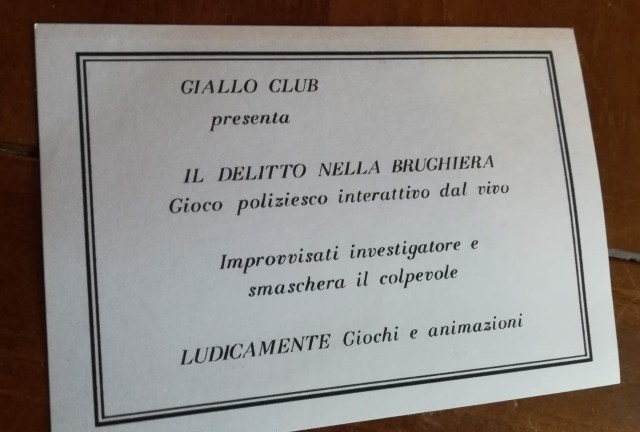 GIALLO CLUB
presenta
IL DELITTO NELLA BRUGHIERA
Gioco poliziesco interattivo dal vivo
Improvvisati investigatore e
smaschera il colpevole
LUDICAMENTE Giochi e animazioni